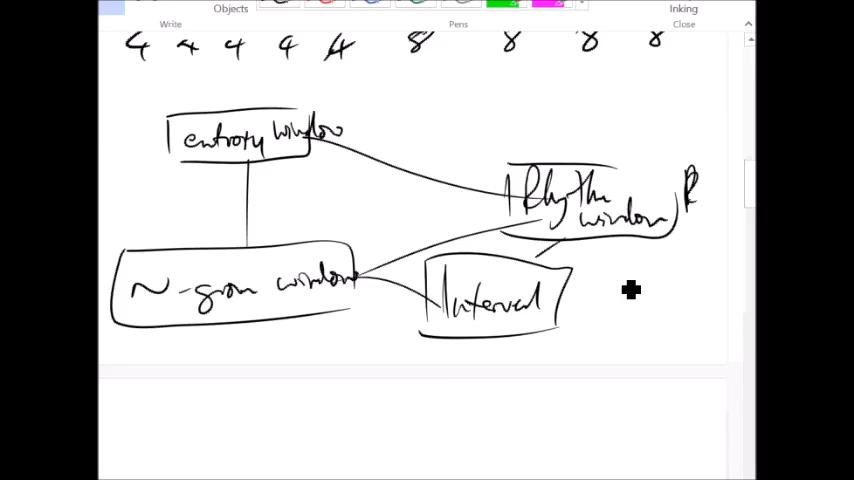 Objects
Write
Pens
Inking
Close
4 4 4 4 4 8 8 8 8
entropy window
Rhythm window R
N-gram window
Interval